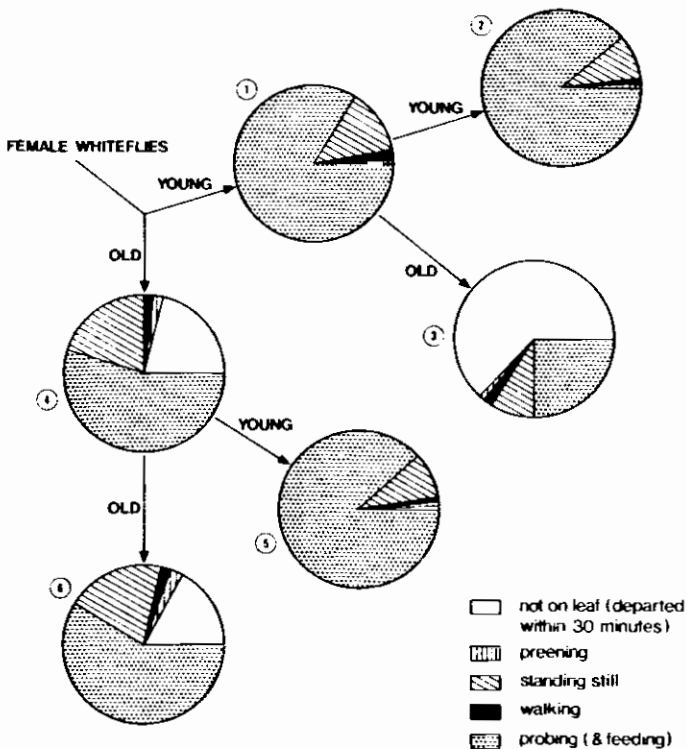 2
1
YOUNG
FEMALE WHITEFLIES
YOUNG
OLD
OLD
3
4
YOUNG
OLD
5
6
not on leaf (departed
within 30 minutes)
preening
standing still
walking
probing (& feeding)